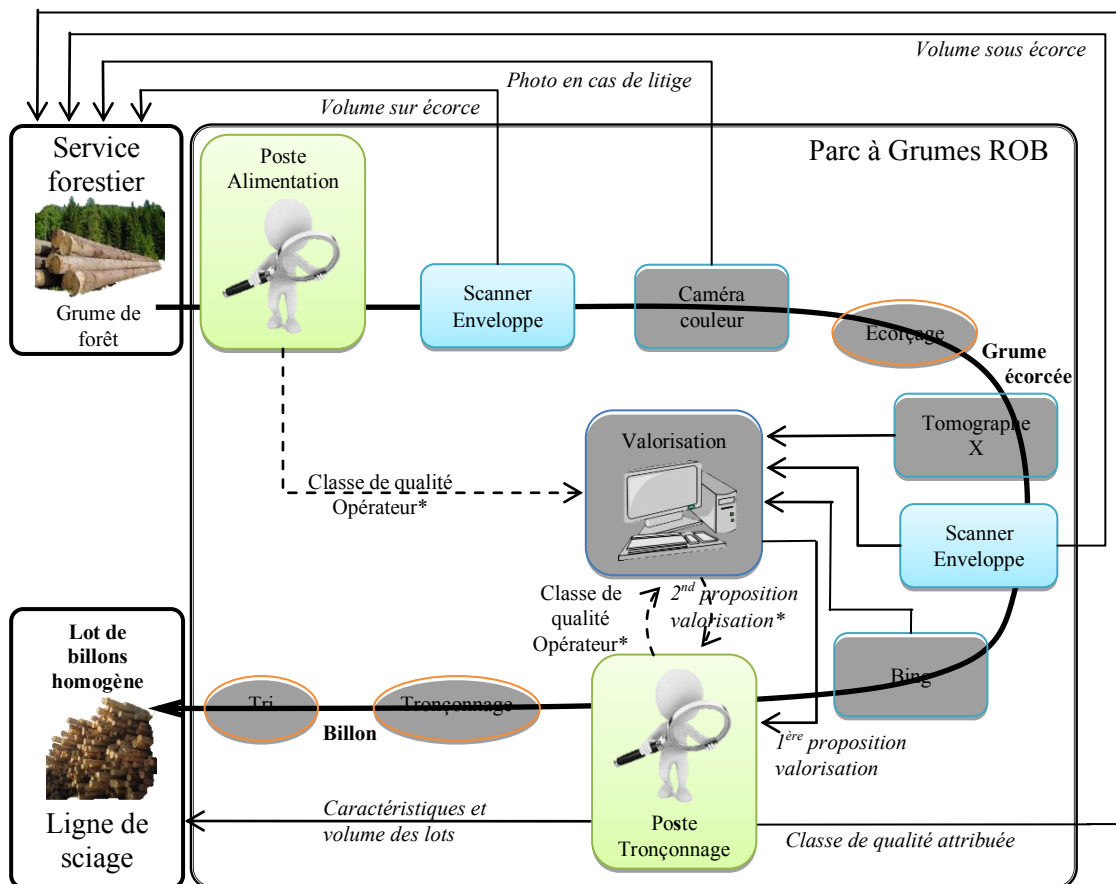 Volume sous écorce
Photo en cas de litige
Volume sur écorce
Service
forestier
Grume de
forêt
Parc à Grumes ROB
Poste
Alimentation
Scanner
Enveloppe
Caméra
couleur
Ecorçage
Grume
écorcée
Tomographe
X
Valorisation
Classe de qualité
Opérateur*
Scanner
Enveloppe
Classe de
qualité
Opérateur*
2nd proposition
valorisation*
Bing
Lot de
billons
homogène
Tri
Billon
Tronçonnage
1ère proposition
valorisation
Ligne de
sciage
Caractéristiques et
volume des lots
Poste
Tronçonnage
Classe de qualité attribuée